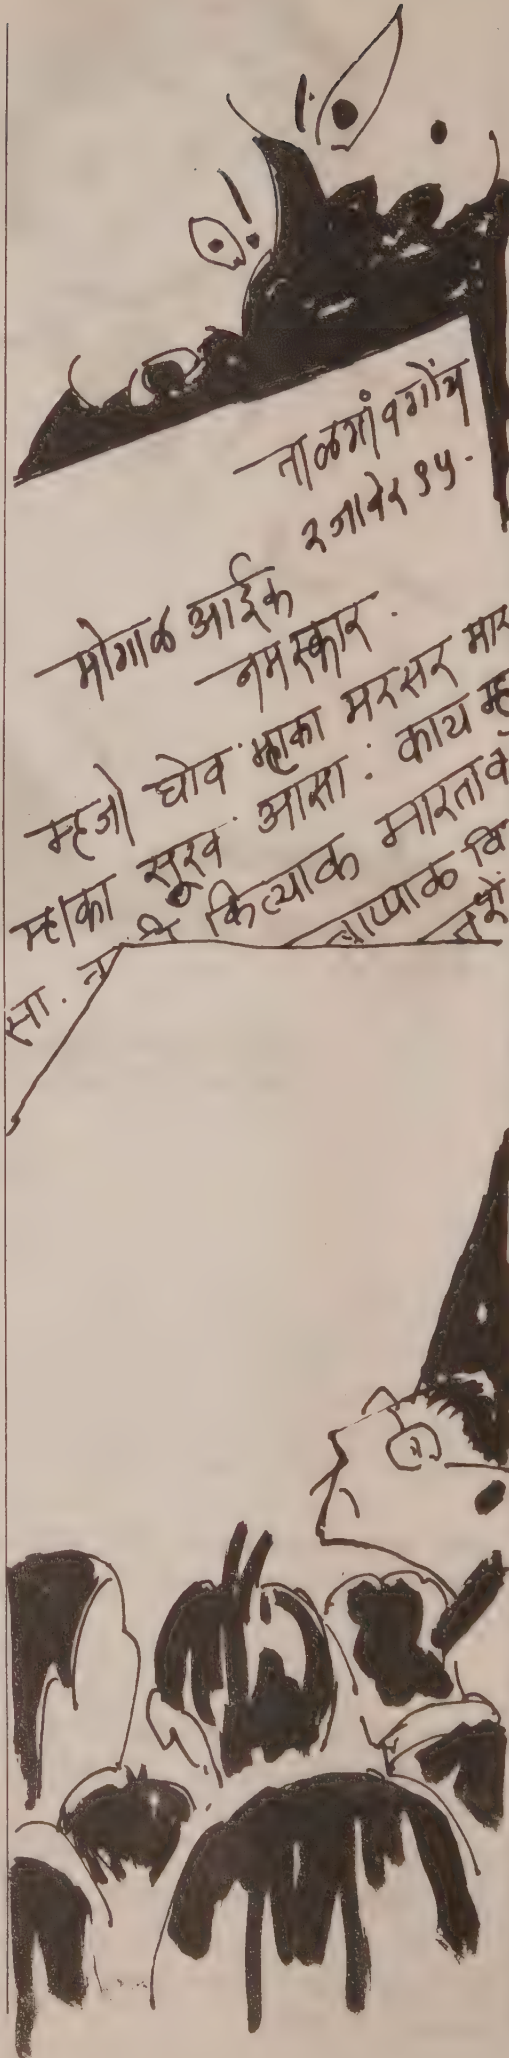 ताळगांव गोंय
२ जानेर ९५.
मोगाळ आईक
नमस्कार.
म्हजो घोव म्हाका मरसर मार
म्हाका सूख आसा. काय म्ह
सा. किंत्याक मारताव
बाप्पाक वि